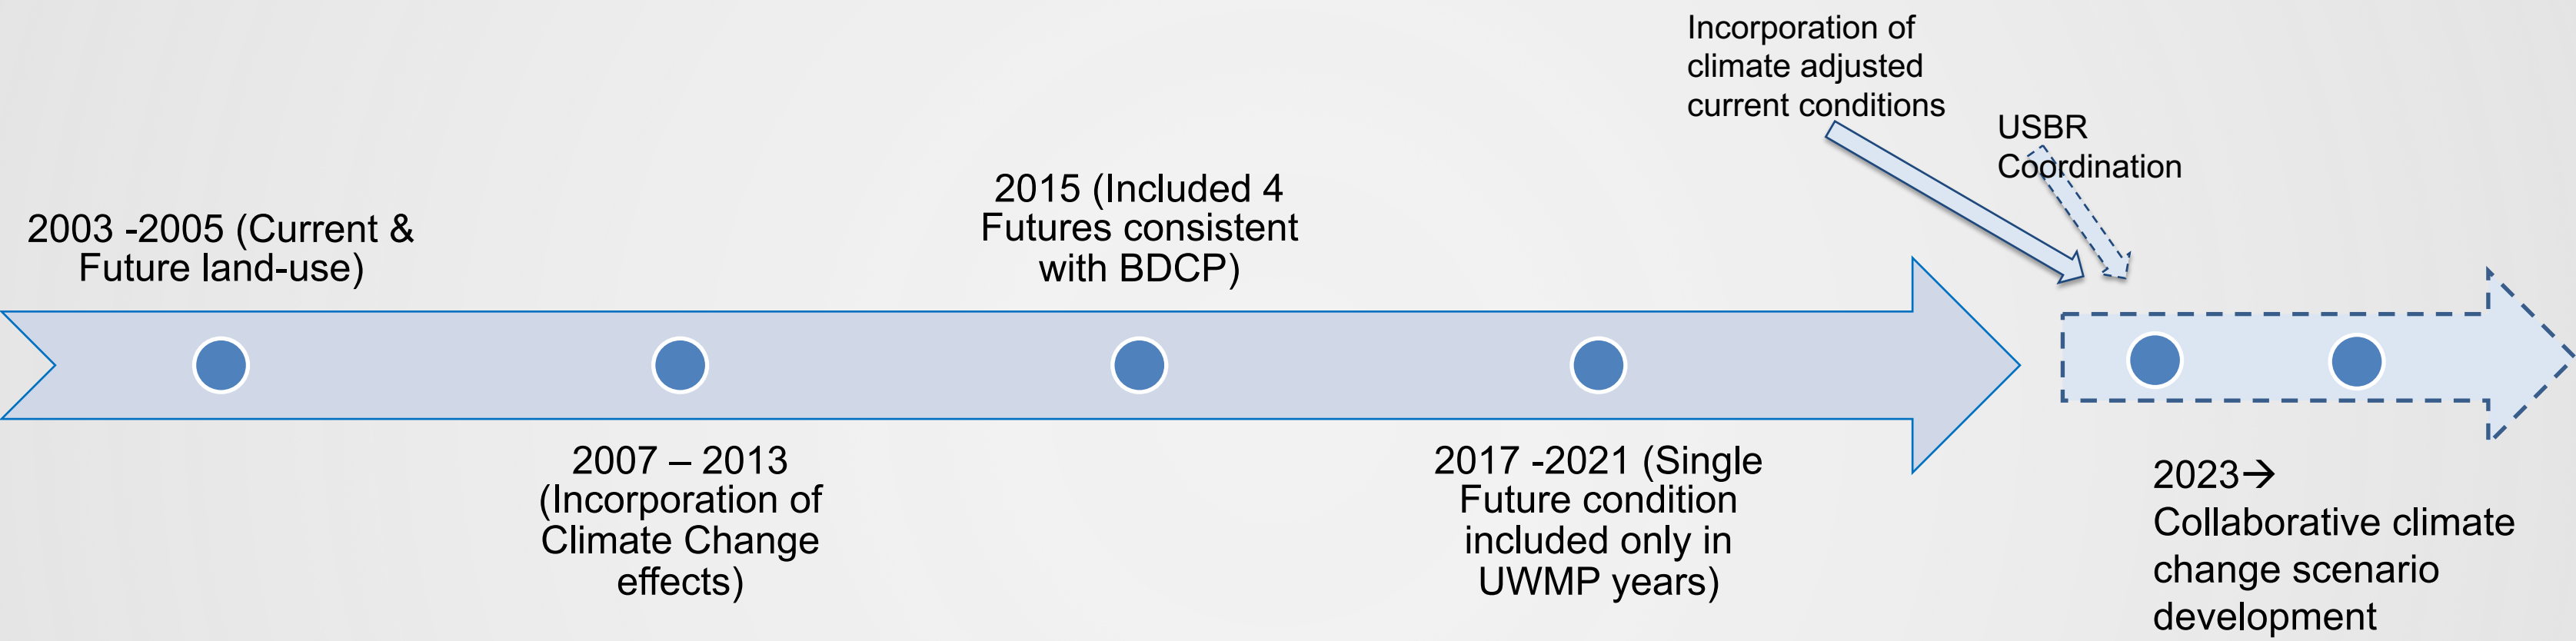 2003 -2005 (Current &
Future land-use)
2007 – 2013
(Incorporation of
Climate Change
effects)
2015 (Included 4
Futures consistent
with BDCP)
2017 -2021 (Single
Future condition
included only in
UWMP years)
Incorporation of
climate adjusted
current conditions
USBR
Coordination
2023→
Collaborative climate
change scenario
development